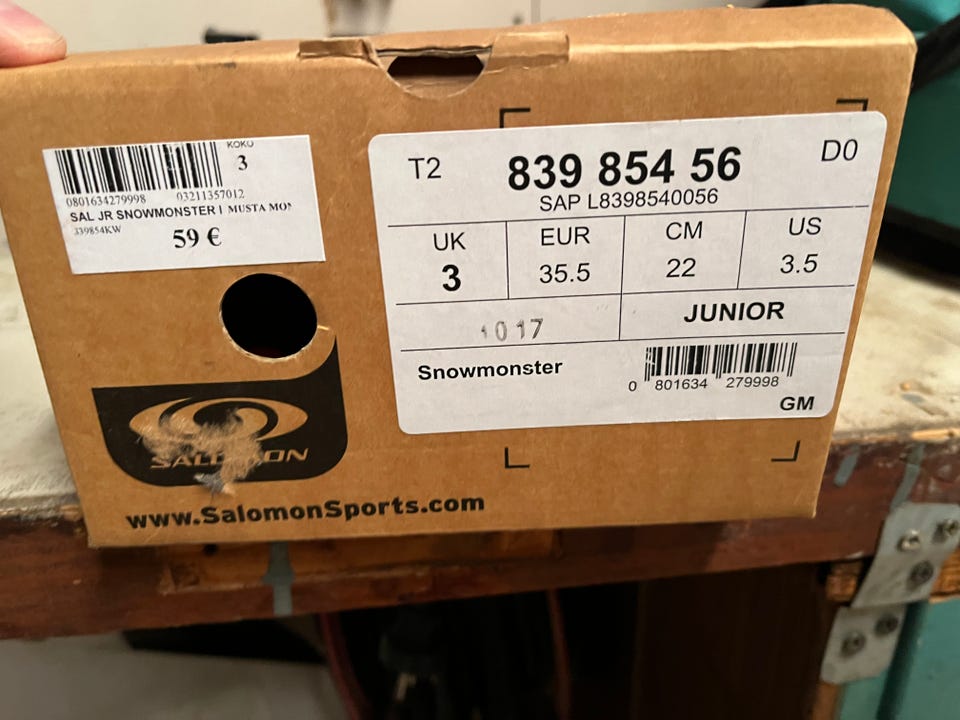 KOKO
3
0801634279998 03211357012
SAL JR SNOWMONSTER I MUSTA MON
339854KW
59 €
SALOMON
www.SalomonSports.com
T2 839 854 56 D0
SAP L8398540056
UK EUR CM US
3 35.5 22 3.5
1017 JUNIOR
Snowmonster
0 801634 279998
GM